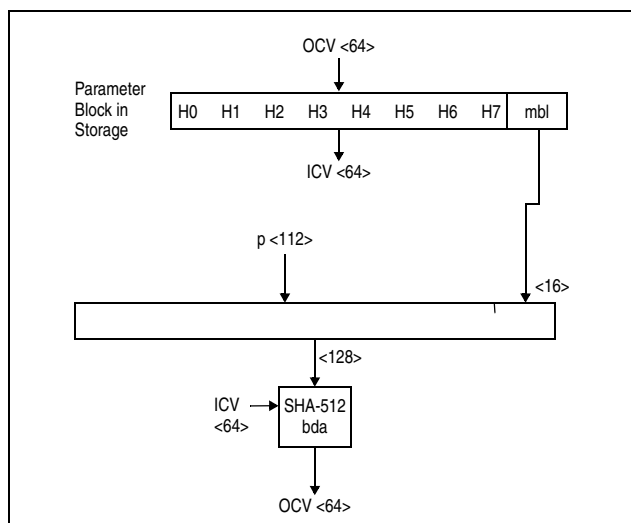 OCV <64>
Parameter
Block in
Storage
H0 H1 H2 H3 H4 H5 H6 H7 mbl
ICV <64>
p <112>
<16>
<128>
ICV
<64>
SHA-512
bda
OCV <64>